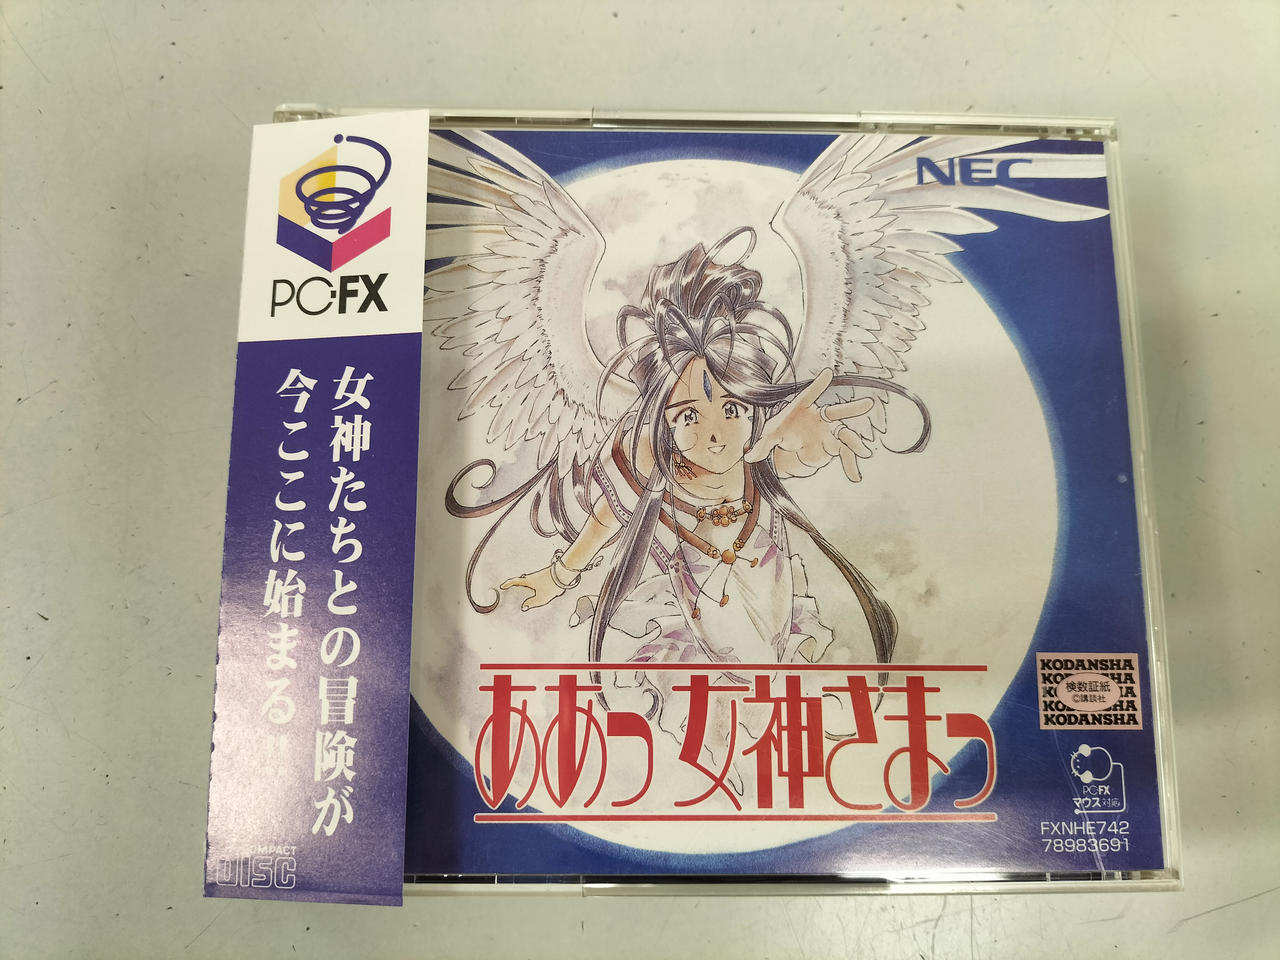 PC-FX
女神たちとの冒険が
今ここに始まる!!
COMPACT
DISC
NEC
ああっ女神さまっ
KODANSHA
KODANSHA
検数証紙
©講談社
KODANSHA
KODANSHA
PC-FX
マウス対応
FXNHE742
78983691